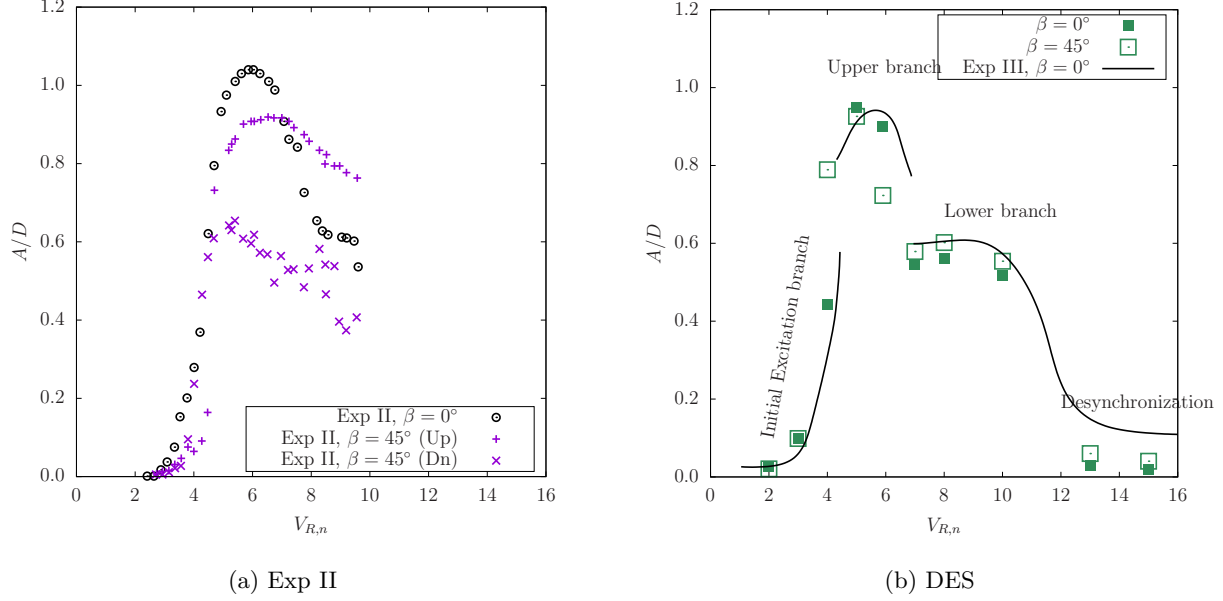 1.2
1.0
0.8
0.6
0.4
0.2
0.0
0 2 4 6 8 10 12 14 16
A/D
V_{R,n}
Exp II, β = 0°
Exp II, β = 45° (Up)
Exp II, β = 45° (Dn)
(a) Exp II
1.2
1.0
0.8
0.6
0.4
0.2
0.0
0 2 4 6 8 10 12 14 16
A/D
V_{R,n}
β = 0°
β = 45°
Exp III, β = 0°
Upper branch
Lower branch
Initial Excitation branch
Desynchronization
(b) DES